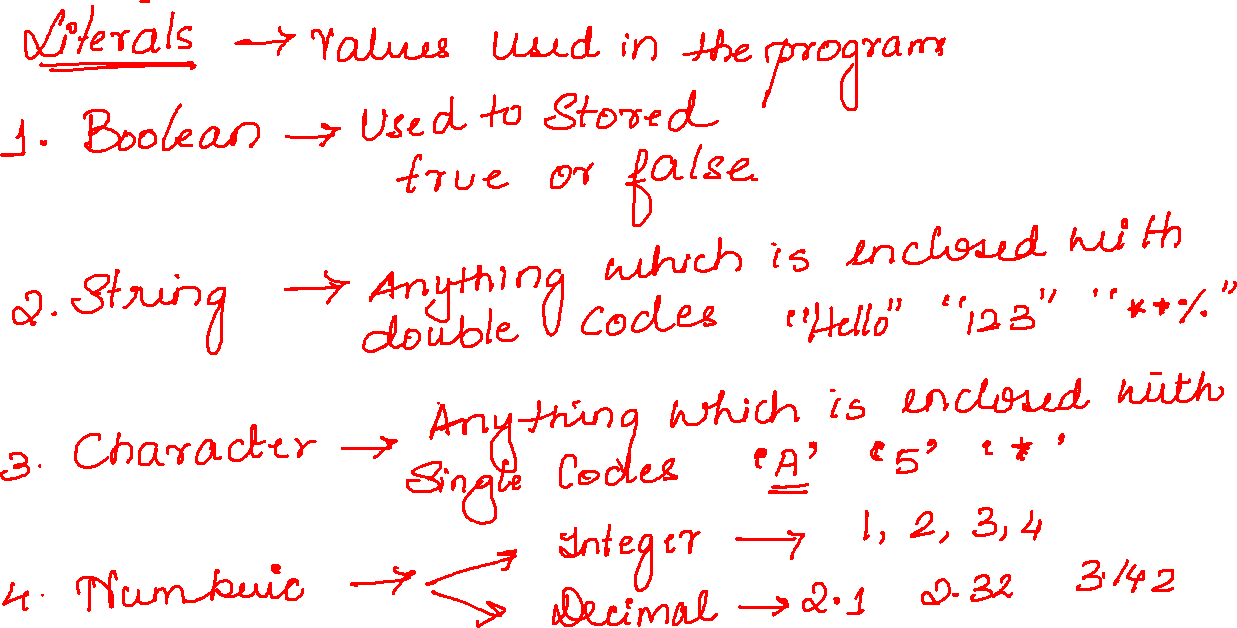 Literals → Values used in the program
1. Boolean → Used to Stored
true or false
2. String → Anything which is enclosed with
double codes "Hello" "123" "**%"
3. Character → Anything which is enclosed with
Single Codes 'A' '5' '*'
Integer → 1, 2, 3, 4
4. Numberic →
Decimal → 2.1 2.32 3.142